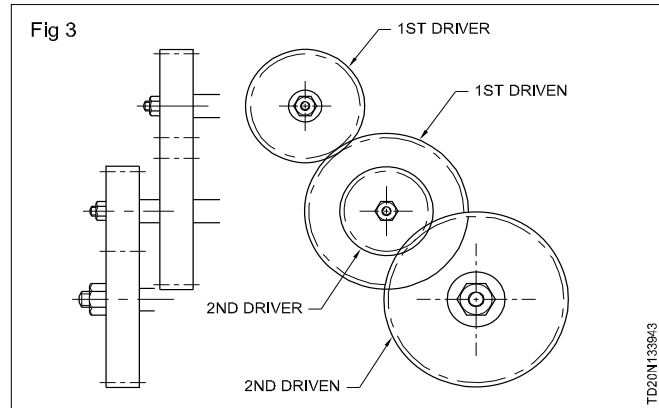 Fig 3
1ST DRIVER
1ST DRIVEN
2ND DRIVER
2ND DRIVEN
TD20N133943